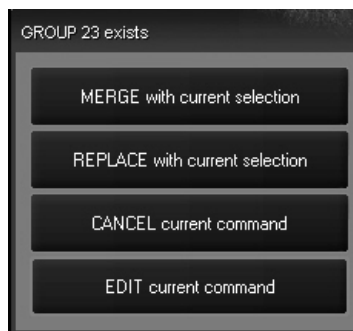 GROUP 23 exists
MERGE with current selection
REPLACE with current selection
CANCEL current command
EDIT current command